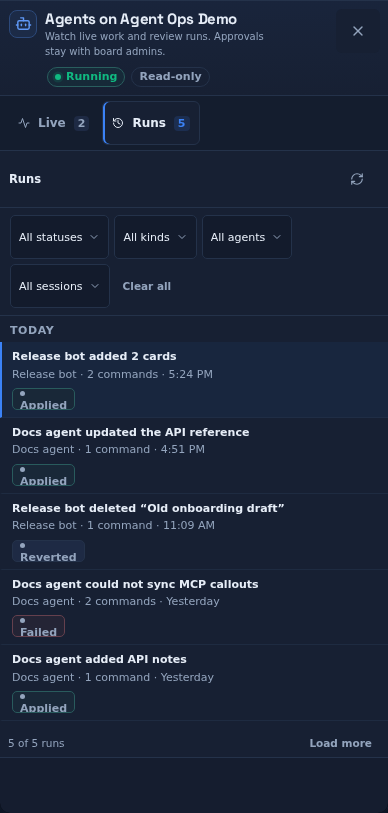 Agents on Agent Ops Demo
Watch live work and review runs. Approvals
stay with board admins.
Running
Read-only
Live 2
Runs 5
Runs
All statuses
All kinds
All agents
All sessions
Clear all
TODAY
Release bot added 2 cards
Release bot · 2 commands · 5:24 PM
Applied
Docs agent updated the API reference
Docs agent · 1 command · 4:51 PM
Applied
Release bot deleted “Old onboarding draft”
Release bot · 1 command · 11:09 AM
Reverted
Docs agent could not sync MCP callouts
Docs agent · 2 commands · Yesterday
Failed
Docs agent added API notes
Docs agent · 1 command · Yesterday
Applied
5 of 5 runs
Load more